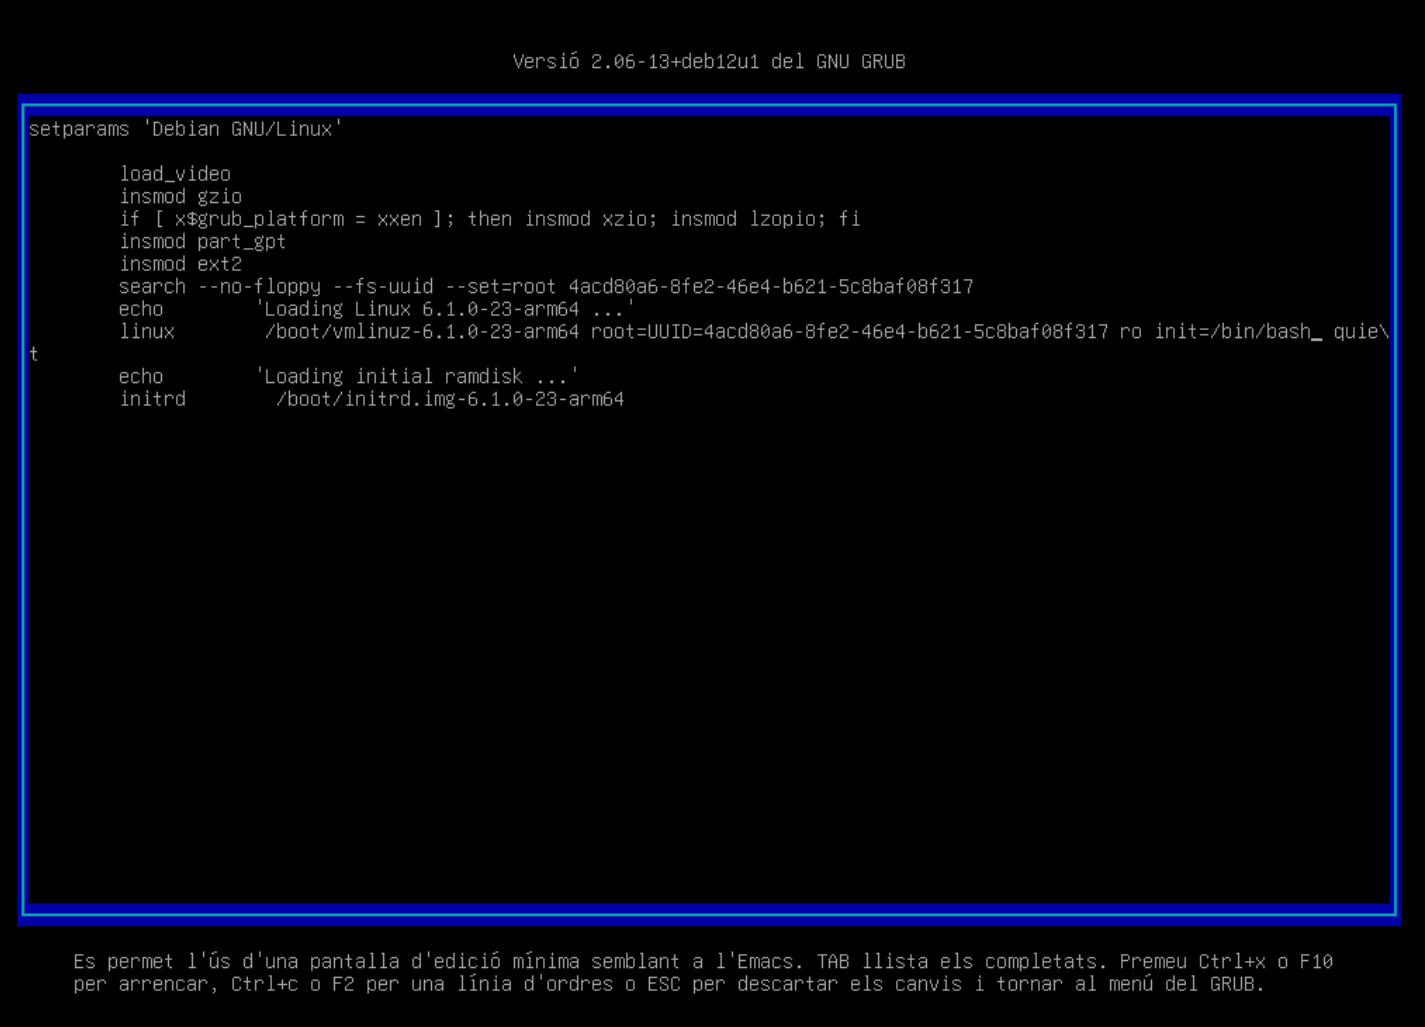 Versió 2.06-13+deb12u1 del GNU GRUB
setparams 'Debian GNU/Linux'
load_video
insmod gzio
if [ x$grub_platform = xxen ]; then insmod xzio; insmod lzopio; fi
insmod part_gpt
insmod ext2
search --no-floppy --fs-uuid --set=root 4acd80a6-8fe2-46e4-b621-5c8baf08f317
echo 'Loading Linux 6.1.0-23-arm64 ...'
linux /boot/vmlinuz-6.1.0-23-arm64 root=UUID=4acd80a6-8fe2-46e4-b621-5c8baf08f317 ro init=/bin/bash_ quie\
t
echo 'Loading initial ramdisk ...'
initrd /boot/initrd.img-6.1.0-23-arm64
Es permet l'ús d'una pantalla d'edició mínima semblant a l'Emacs. TAB llista els completats. Premeu Ctrl+x o F10
per arrencar, Ctrl+c o F2 per una línia d'ordres o ESC per descartar els canvis i tornar al menú del GRUB.